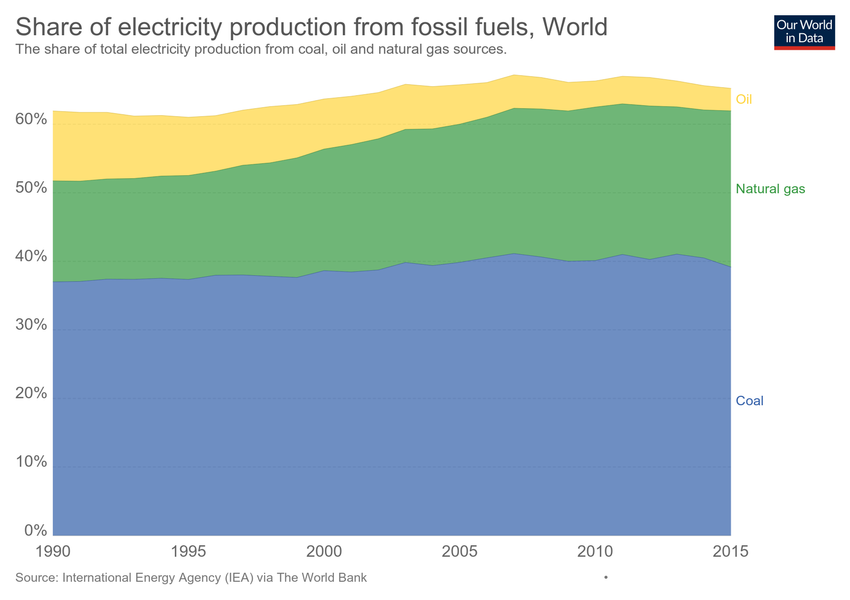 Share of electricity production from fossil fuels, World
The share of total electricity production from coal, oil and natural gas sources.
Our World
in Data
60%
50%
40%
30%
20%
10%
0%
Oil
Natural gas
Coal
1990 1995 2000 2005 2010 2015
Source: International Energy Agency (IEA) via The World Bank
•